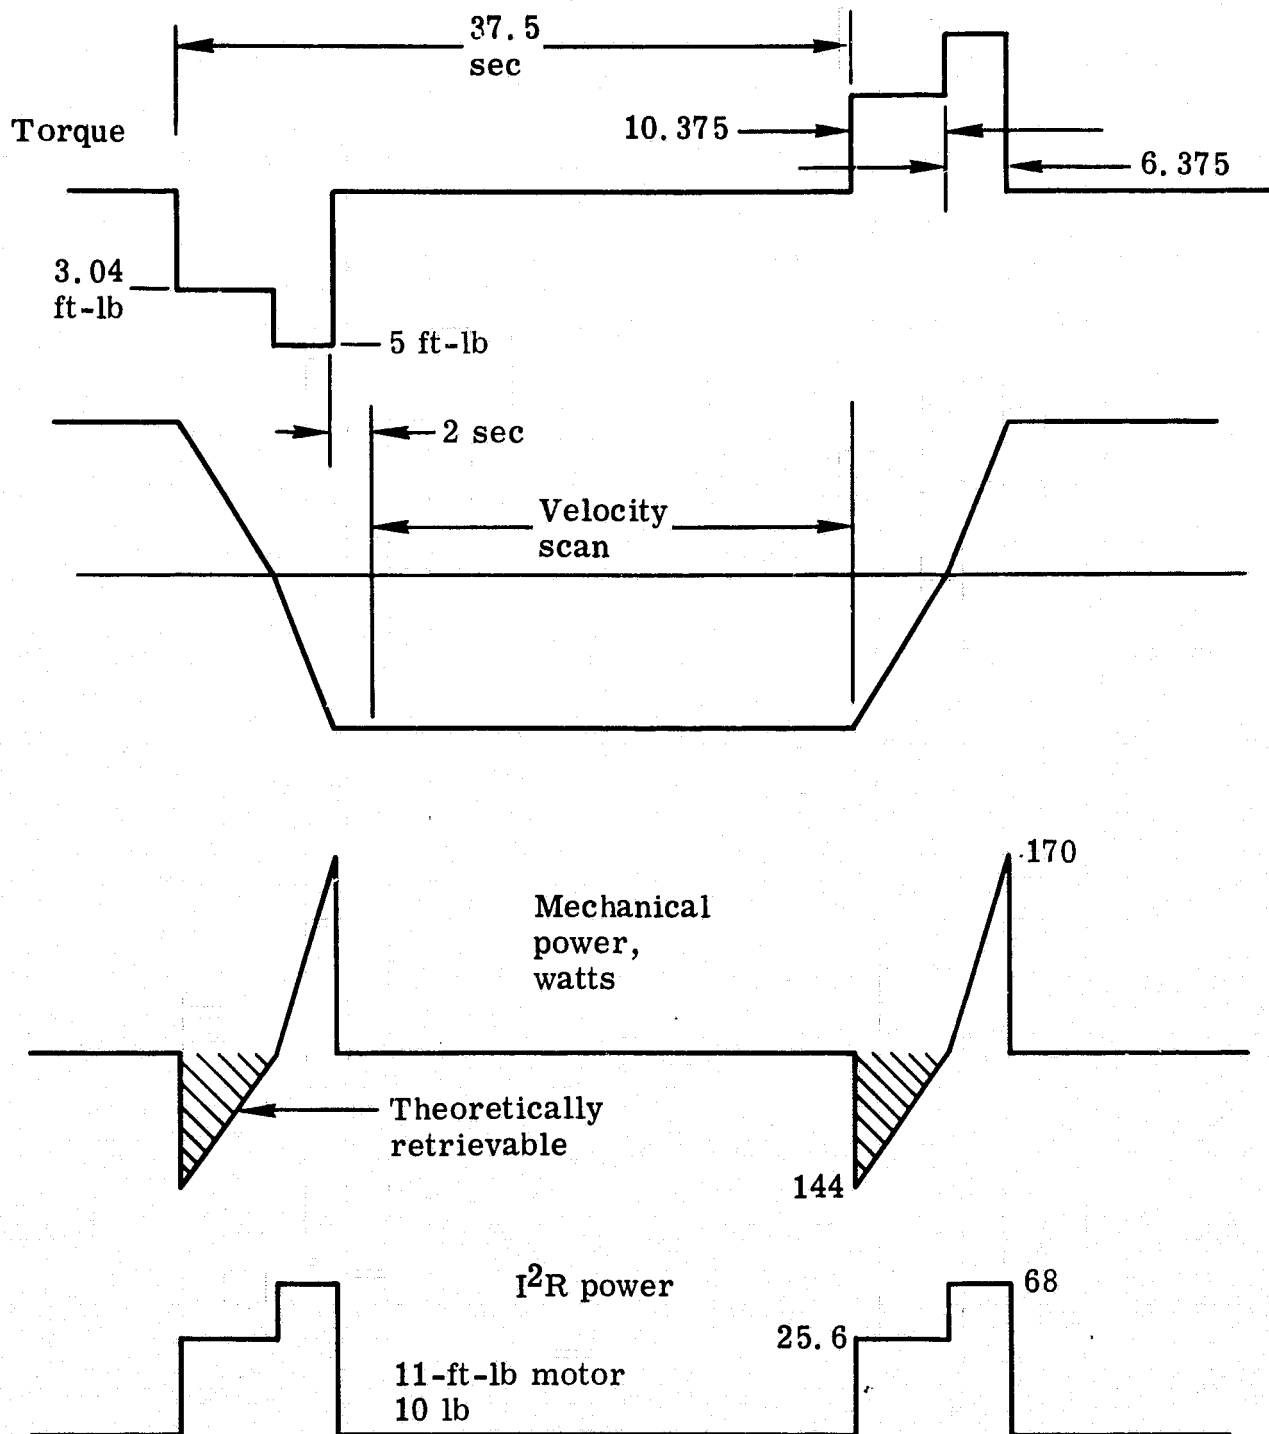 37.5
sec
Torque
10.375
6.375
3.04
ft-lb
5 ft-lb
2 sec
Velocity
scan
170
Mechanical
power,
watts
Theoretically
retrievable
144
I²R power
68
25.6
11-ft-lb motor
10 lb